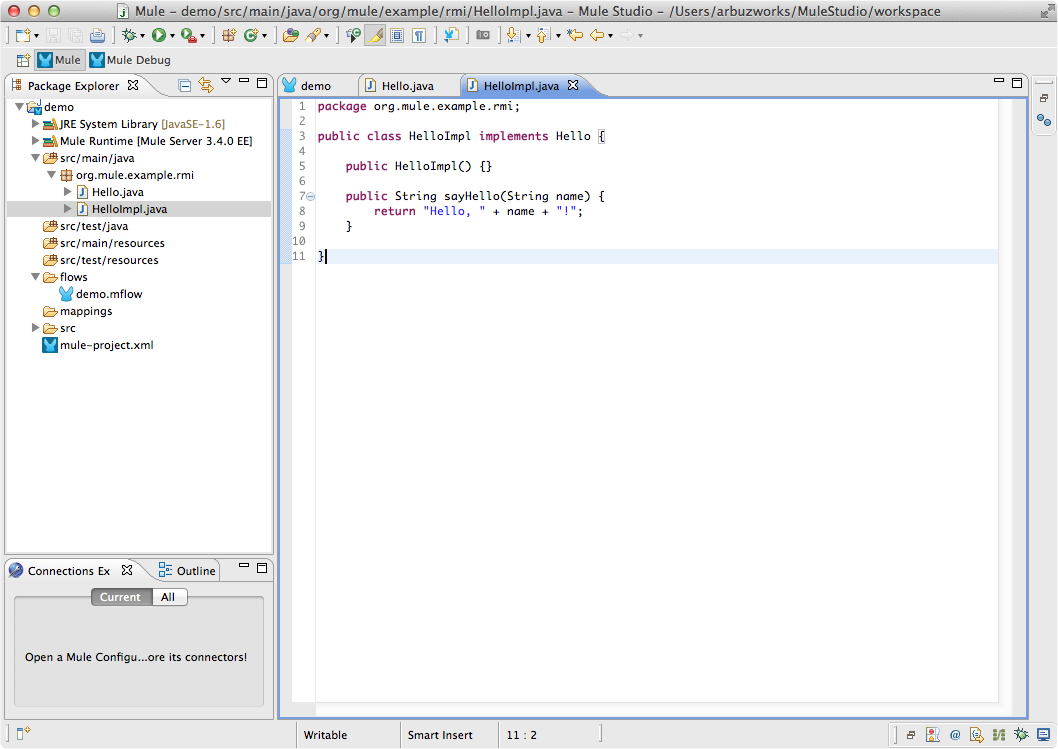 Mule – demo/src/main/java/org/mule/example/rmi/HelloImpl.java – Mule Studio – /Users/arbuzworks/MuleStudio/workspace
Mule
Mule Debug
Package Explorer
demo
JRE System Library [JavaSE-1.6]
Mule Runtime [Mule Server 3.4.0 EE]
src/main/java
org.mule.example.rmi
Hello.java
HelloImpl.java
src/test/java
src/main/resources
src/test/resources
flows
demo.mflow
mappings
src
mule-project.xml
Connections Ex
Outline
Current
All
Open a Mule Configu...ore its connectors!
demo
Hello.java
HelloImpl.java
1 package org.mule.example.rmi;
2
3 public class HelloImpl implements Hello {
4
5     public HelloImpl() {}
6
7     public String sayHello(String name) {
8         return "Hello, " + name + "!";
9     }
10
11 }
Writable
Smart Insert
11 : 2